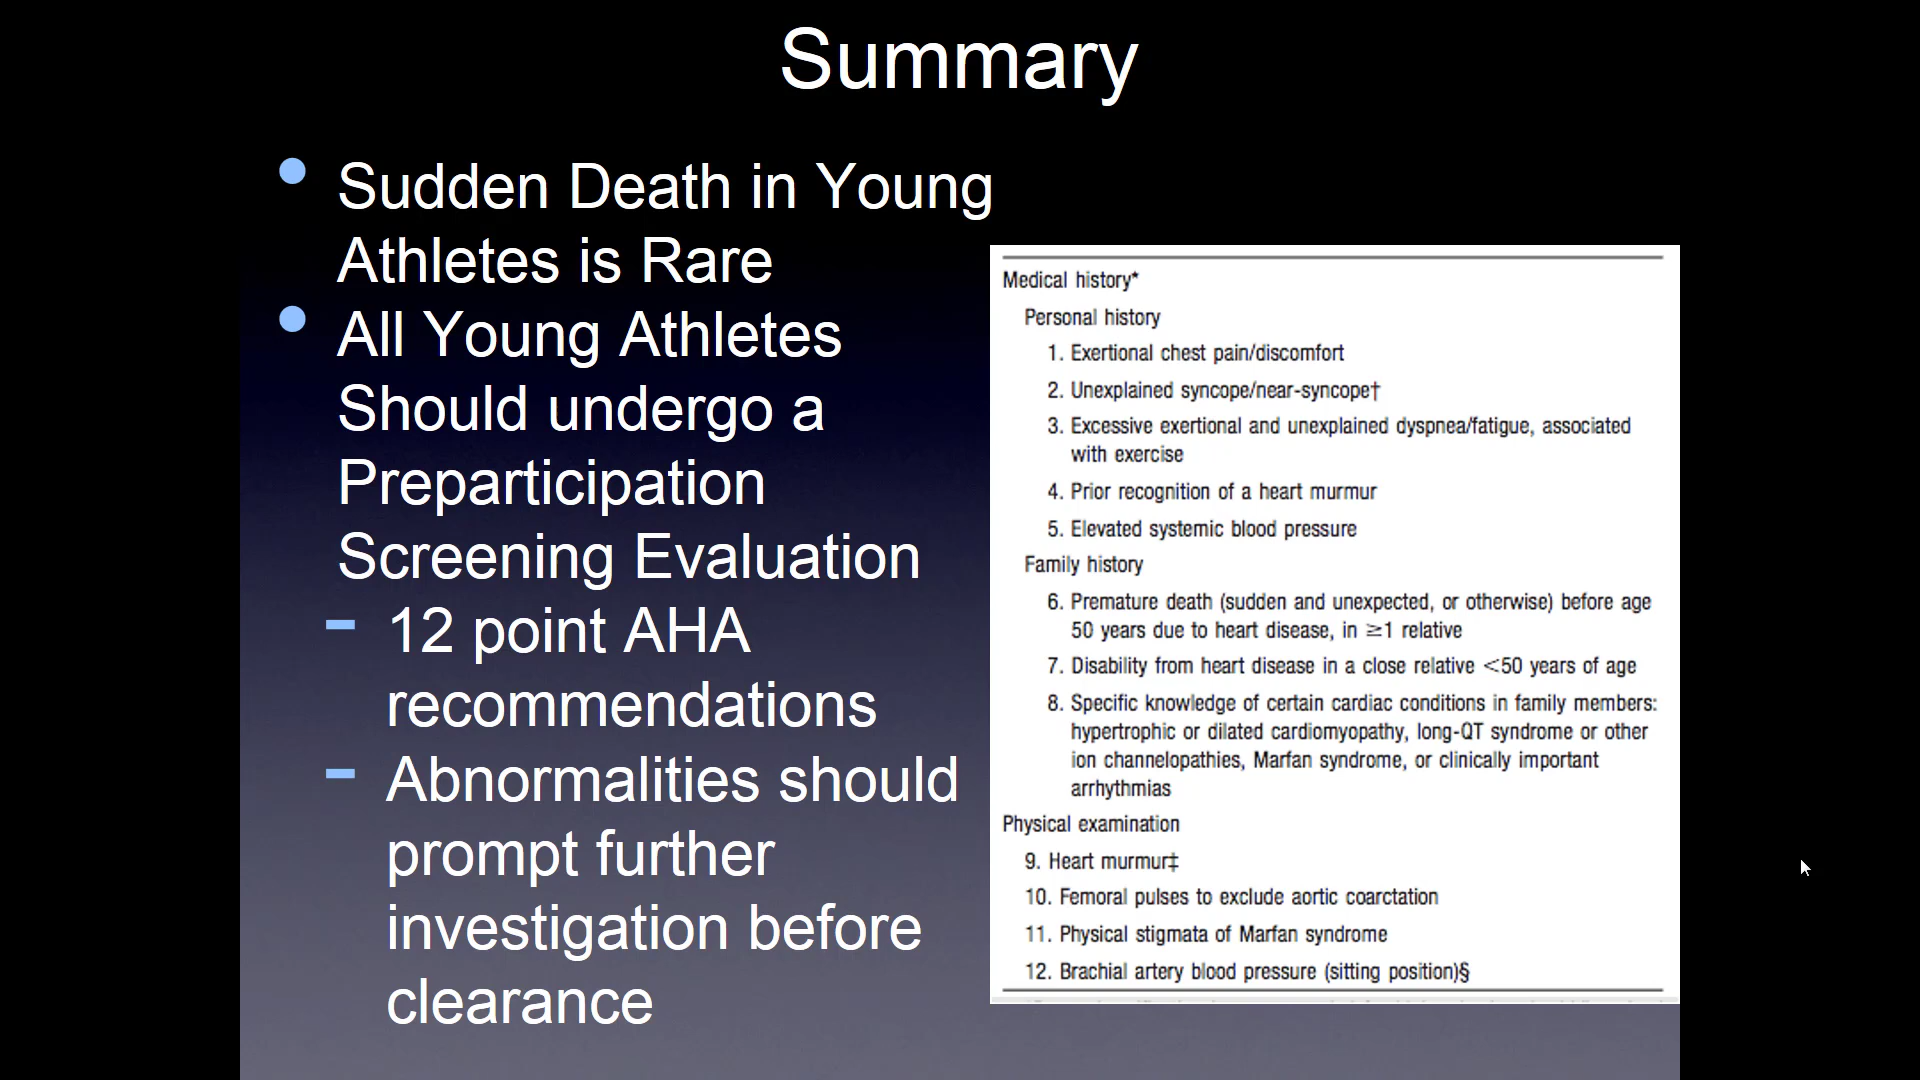 Summary
• Sudden Death in Young
Athletes is Rare
• All Young Athletes
Should undergo a
Preparticipation
Screening Evaluation
- 12 point AHA
recommendations
- Abnormalities should
prompt further
investigation before
clearance
Medical history*
Personal history
1. Exertional chest pain/discomfort
2. Unexplained syncope/near-syncope†
3. Excessive exertional and unexplained dyspnea/fatigue, associated
with exercise
4. Prior recognition of a heart murmur
5. Elevated systemic blood pressure
Family history
6. Premature death (sudden and unexpected, or otherwise) before age
50 years due to heart disease, in ≥1 relative
7. Disability from heart disease in a close relative <50 years of age
8. Specific knowledge of certain cardiac conditions in family members:
hypertrophic or dilated cardiomyopathy, long-QT syndrome or other
ion channelopathies, Marfan syndrome, or clinically important
arrhythmias
Physical examination
9. Heart murmur‡
10. Femoral pulses to exclude aortic coarctation
11. Physical stigmata of Marfan syndrome
12. Brachial artery blood pressure (sitting position)§